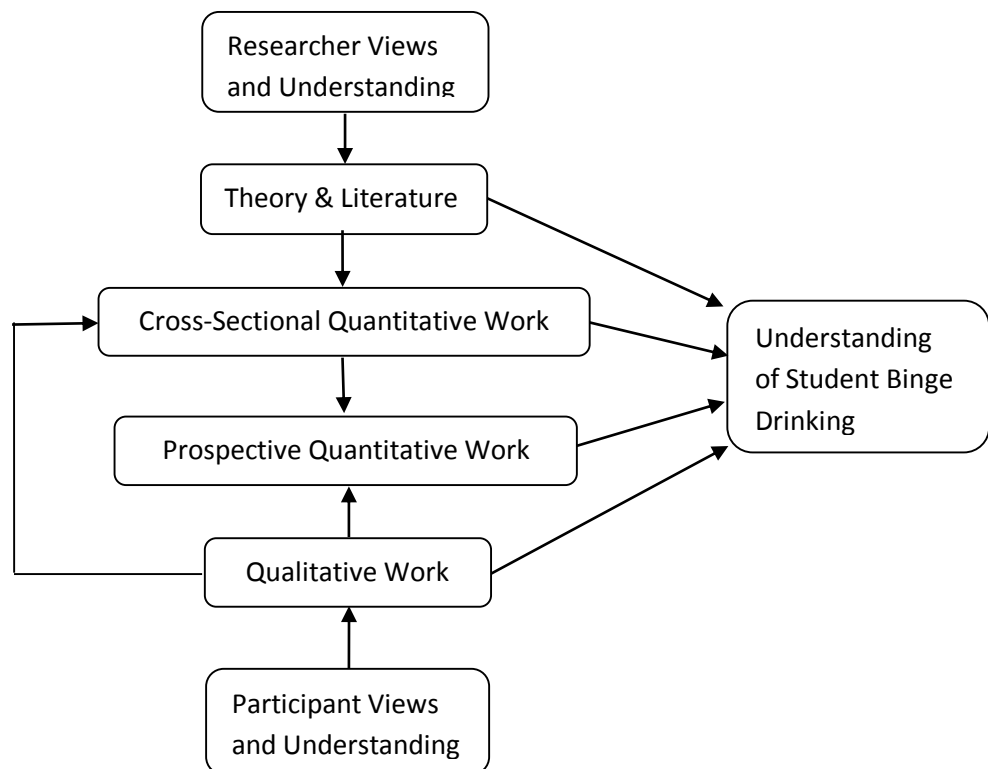 Researcher Views
and Understanding
Theory & Literature
Cross-Sectional Quantitative Work
Understanding
of Student Binge
Drinking
Prospective Quantitative Work
Qualitative Work
Participant Views
and Understanding